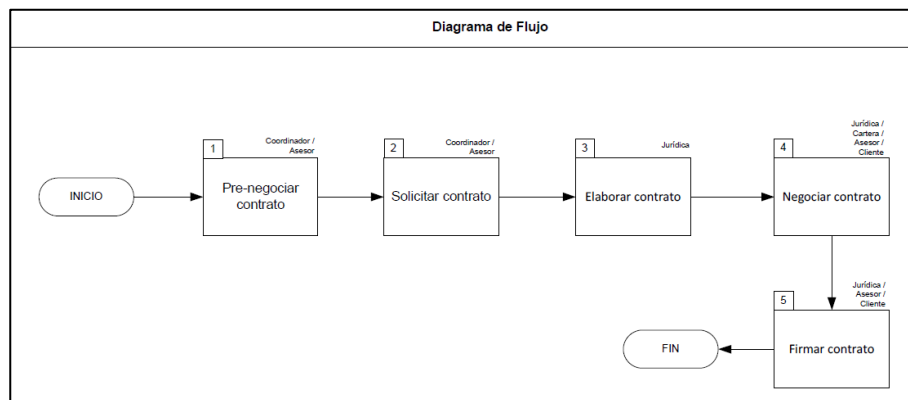 Diagrama de Flujo
INICIO
1
Coordinador /
Asesor
Pre-negociar
contrato
2
Coordinador /
Asesor
Solicitar contrato
3
Jurídica
Elaborar contrato
4
Jurídica /
Cartera /
Asesor /
Cliente
Negociar contrato
5
Jurídica /
Asesor /
Cliente
Firmar contrato
FIN